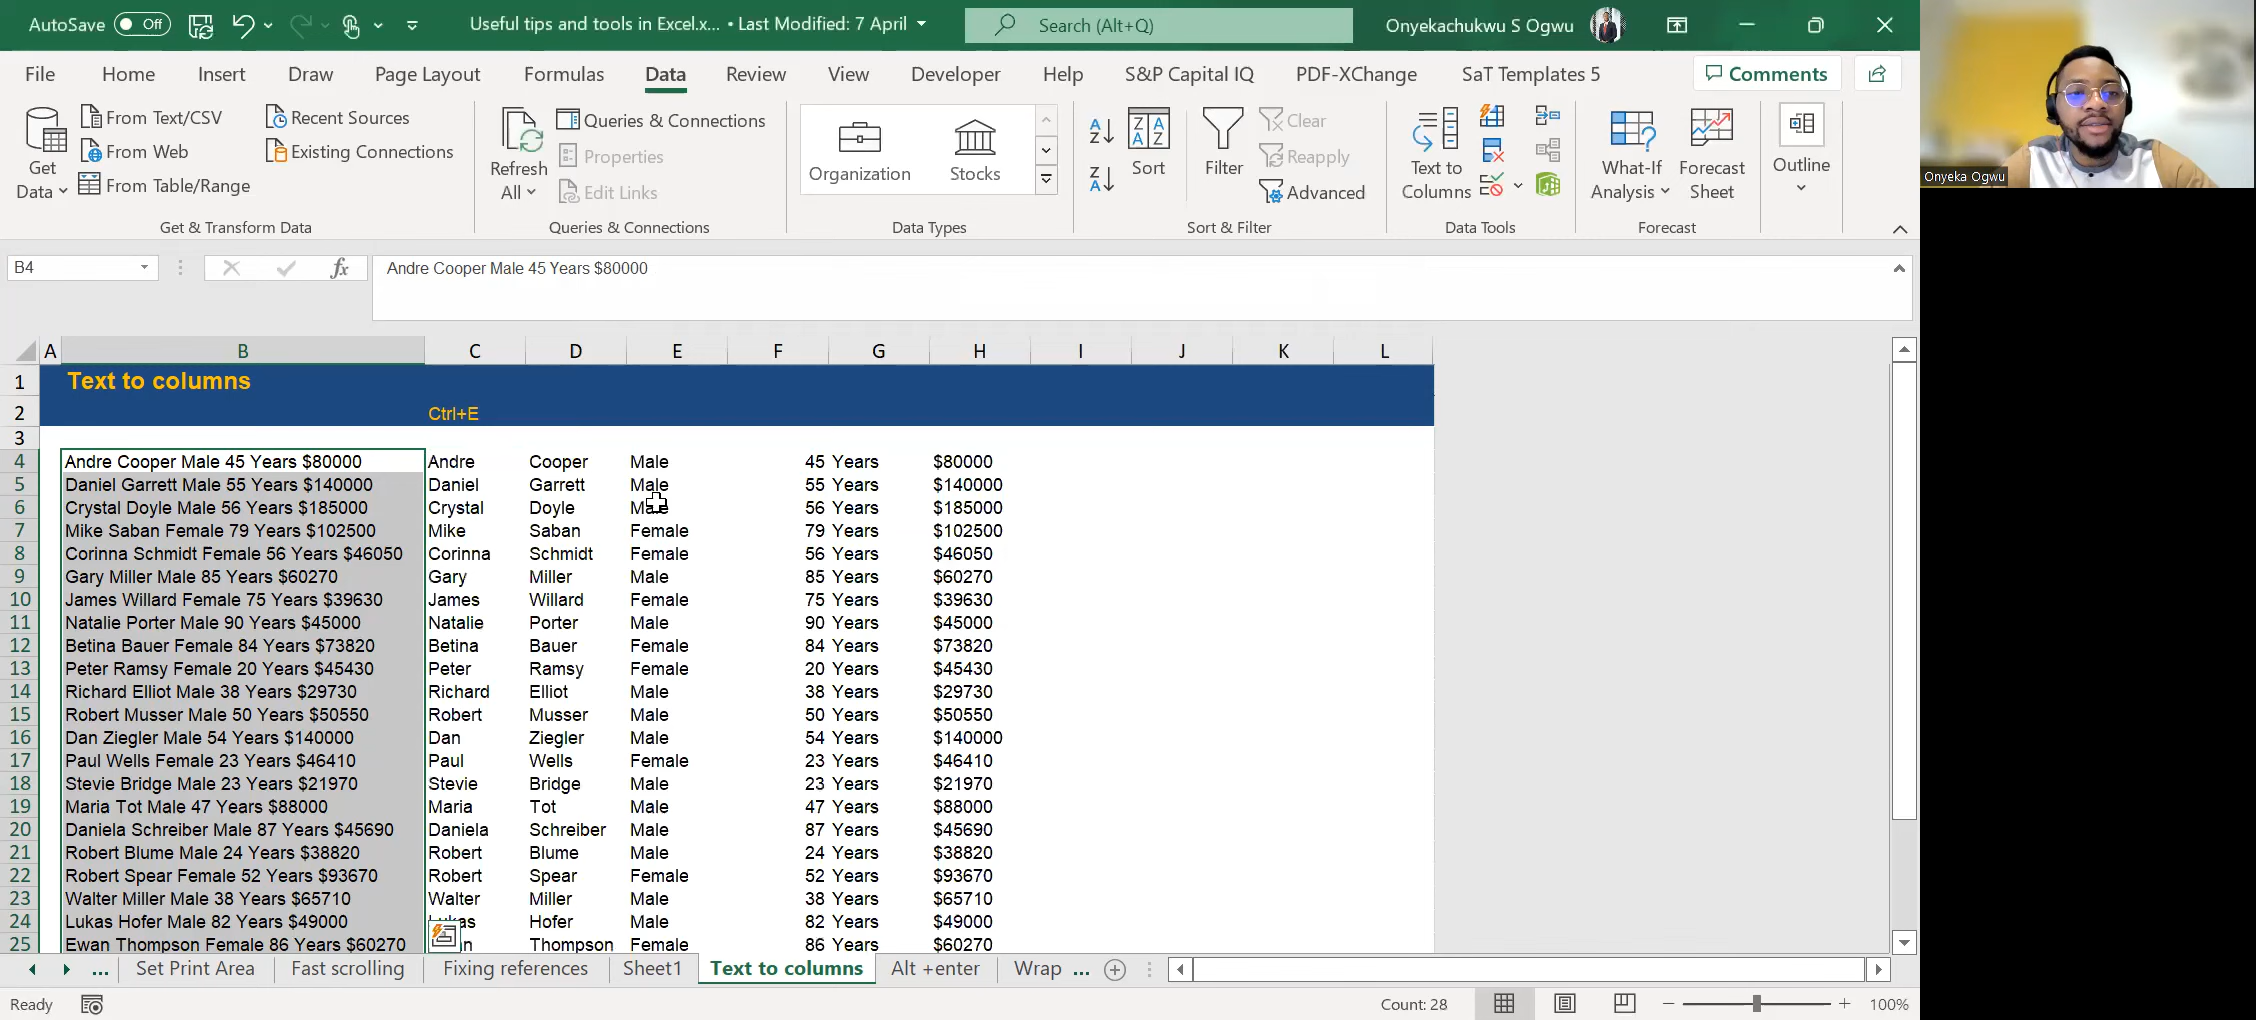 AutoSave Off Useful tips and tools in Excel.x... • Last Modified: 7 April Search (Alt+Q) Onyekachukwu S Ogwu
File Home Insert Draw Page Layout Formulas Data Review View Developer Help S&P Capital IQ PDF-XChange SaT Templates 5 Comments
Get Data
From Text/CSV
From Web
From Table/Range
Recent Sources
Existing Connections
Get & Transform Data
Refresh All
Queries & Connections
Properties
Edit Links
Queries & Connections
Organization Stocks
Data Types
Sort
Filter
Clear
Reapply
Advanced
Sort & Filter
Text to Columns
Data Tools
What-If Analysis
Forecast Sheet
Forecast
Outline
Onyeka Ogwu
B4 fx Andre Cooper Male 45 Years $80000
A B C D E F G H I J K L
1 Text to columns
2 Ctrl+E
3
4 Andre Cooper Male 45 Years $80000 Andre Cooper Male 45 Years $80000
5 Daniel Garrett Male 55 Years $140000 Daniel Garrett Male 55 Years $140000
6 Crystal Doyle Male 56 Years $185000 Crystal Doyle Male 56 Years $185000
7 Mike Saban Female 79 Years $102500 Mike Saban Female 79 Years $102500
8 Corinna Schmidt Female 56 Years $46050 Corinna Schmidt Female 56 Years $46050
9 Gary Miller Male 85 Years $60270 Gary Miller Male 85 Years $60270
10 James Willard Female 75 Years $39630 James Willard Female 75 Years $39630
11 Natalie Porter Male 90 Years $45000 Natalie Porter Male 90 Years $45000
12 Betina Bauer Female 84 Years $73820 Betina Bauer Female 84 Years $73820
13 Peter Ramsy Female 20 Years $45430 Peter Ramsy Female 20 Years $45430
14 Richard Elliot Male 38 Years $29730 Richard Elliot Male 38 Years $29730
15 Robert Musser Male 50 Years $50550 Robert Musser Male 50 Years $50550
16 Dan Ziegler Male 54 Years $140000 Dan Ziegler Male 54 Years $140000
17 Paul Wells Female 23 Years $46410 Paul Wells Female 23 Years $46410
18 Stevie Bridge Male 23 Years $21970 Stevie Bridge Male 23 Years $21970
19 Maria Tot Male 47 Years $88000 Maria Tot Male 47 Years $88000
20 Daniela Schreiber Male 87 Years $45690 Daniela Schreiber Male 87 Years $45690
21 Robert Blume Male 24 Years $38820 Robert Blume Male 24 Years $38820
22 Robert Spear Female 52 Years $93670 Robert Spear Female 52 Years $93670
23 Walter Miller Male 38 Years $65710 Walter Miller Male 38 Years $65710
24 Lukas Hofer Male 82 Years $49000 Lukas Hofer Male 82 Years $49000
25 Ewan Thompson Female 86 Years $60270 Thompson Female 86 Years $60270
... Set Print Area Fast scrolling Fixing references Sheet1 Text to columns Alt +enter Wrap ...
Ready Count: 28 100%